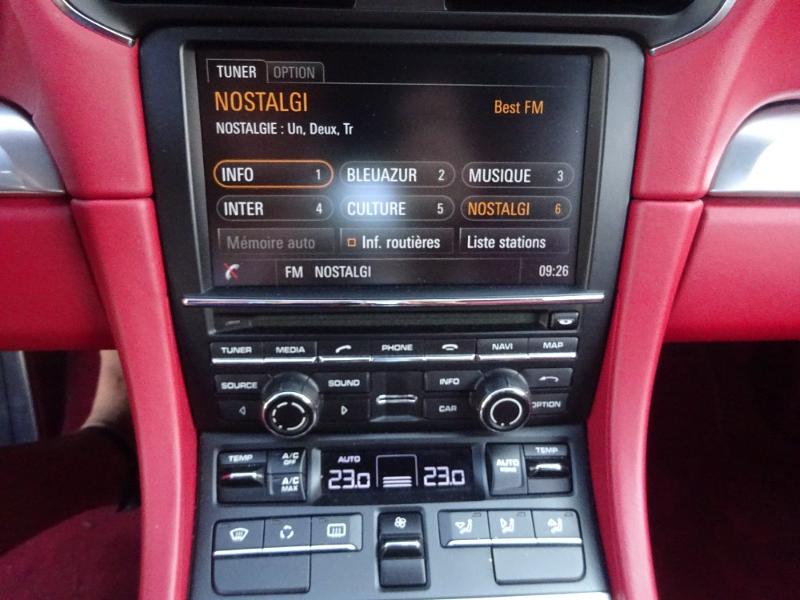 TUNER OPTION
NOSTALGI Best FM
NOSTALGIE : Un, Deux, Tr
INFO 1 BLEUAZUR 2 MUSIQUE 3
INTER 4 CULTURE 5 NOSTALGI 6
Mémoire auto Inf. routières Liste stations
FM NOSTALGI 09:26
TUNER MEDIA PHONE NAVI MAP
SOURCE SOUND INFO
CAR OPTION
TEMP A/C OFF AUTO AUTO MONO TEMP
A/C MAX 23.0 23.0